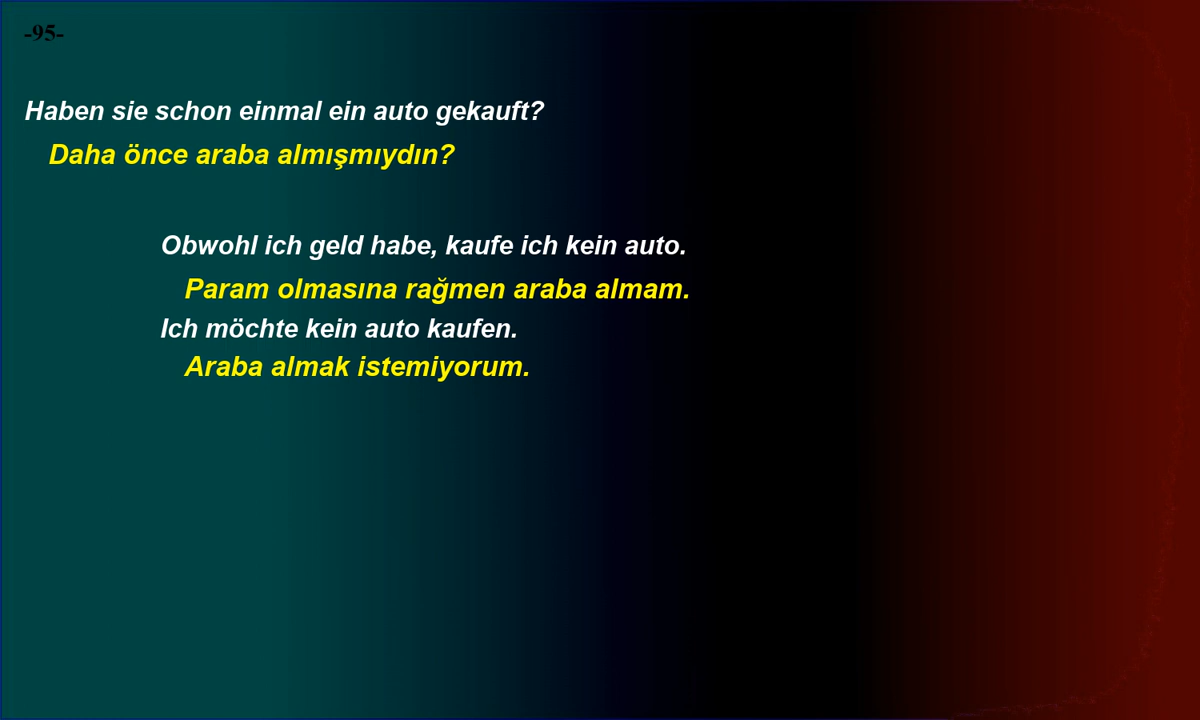 -95-
Haben sie schon einmal ein auto gekauft?
Daha önce araba almışmıydın?
Obwohl ich geld habe, kaufe ich kein auto.
Param olmasına rağmen araba almam.
Ich möchte kein auto kaufen.
Araba almak istemiyorum.